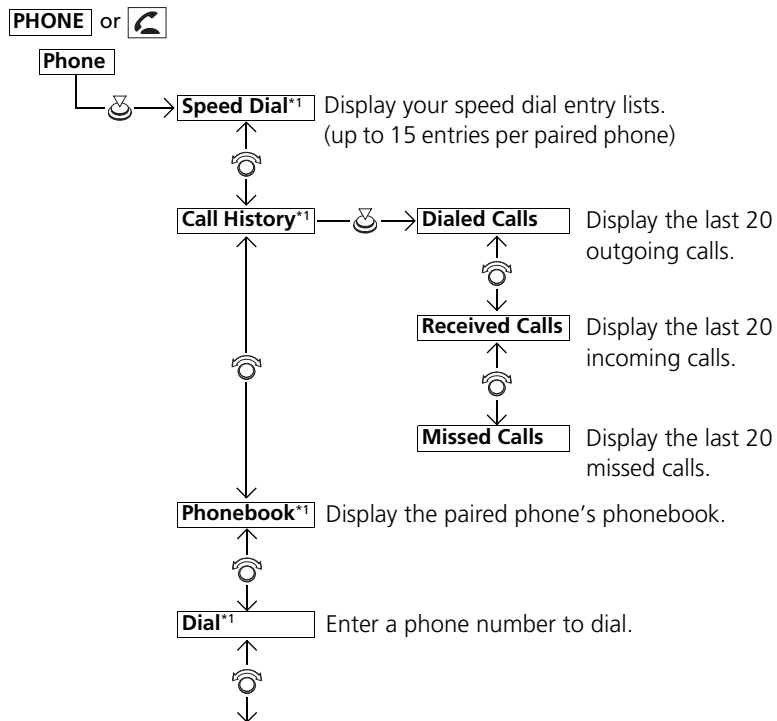 PHONE or
Phone
Speed Dial*1 Display your speed dial entry lists.
(up to 15 entries per paired phone)
Call History*1 Dialed Calls Display the last 20
outgoing calls.
Received Calls Display the last 20
incoming calls.
Missed Calls Display the last 20
missed calls.
Phonebook*1 Display the paired phone’s phonebook.
Dial*1 Enter a phone number to dial.